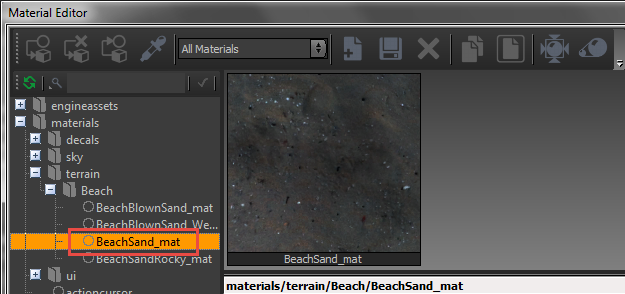 Material Editor
All Materials
engineassets
materials
decals
sky
terrain
Beach
BeachBlownSand_mat
BeachBlownSand_We...
BeachSand_mat
BeachSandRocky_mat
ui
actioncursor
BeachSand_mat
materials/terrain/Beach/BeachSand_mat